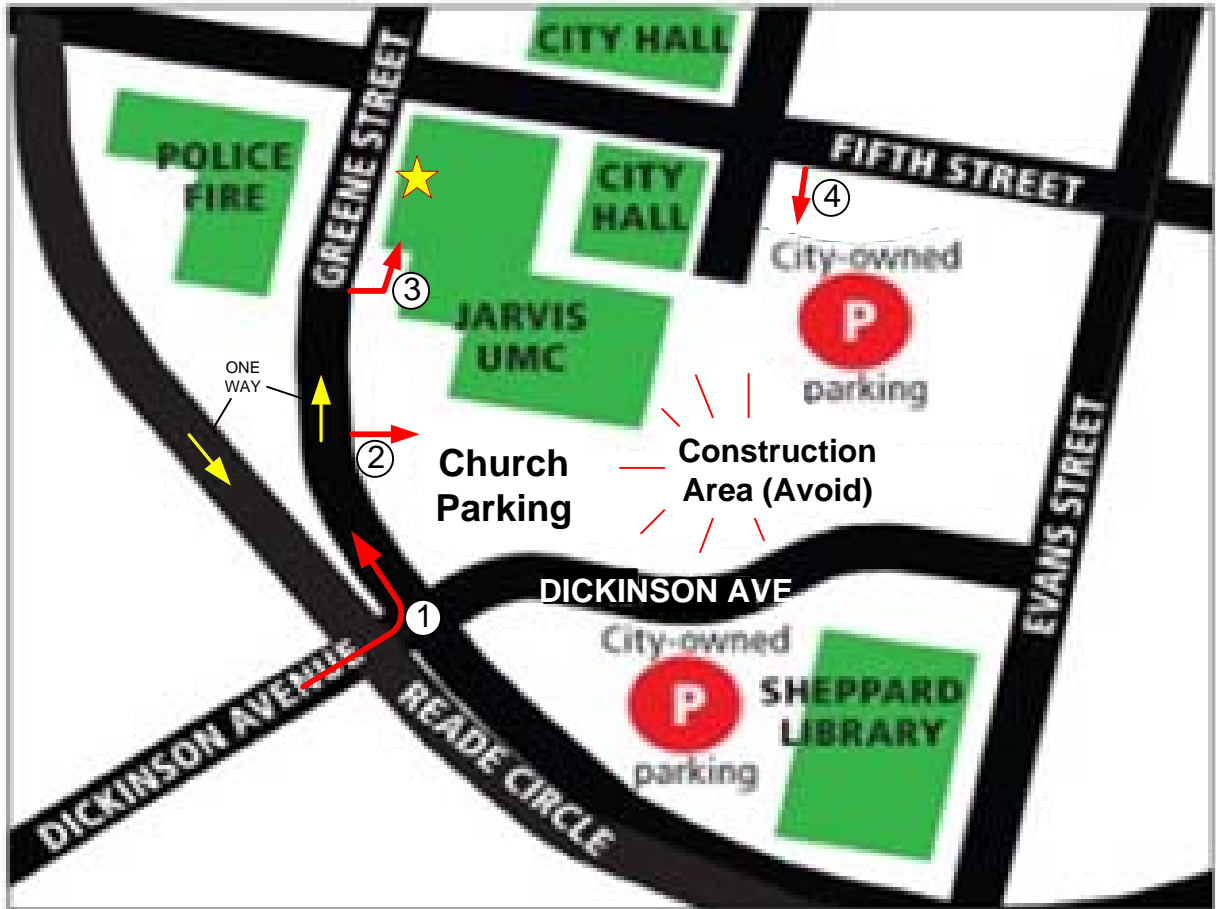 CITY HALL
GREENE STREET
POLICE
FIRE
CITY
HALL
FIFTH STREET
4
City-owned
P
parking
3
JARVIS
UMC
ONE
WAY
2
Church
Parking
Construction
Area (Avoid)
EVANS STREET
DICKINSON AVE
1
City-owned
P
parking
SHEPPARD
LIBRARY
DICKINSON AVENUE
READE CIRCLE